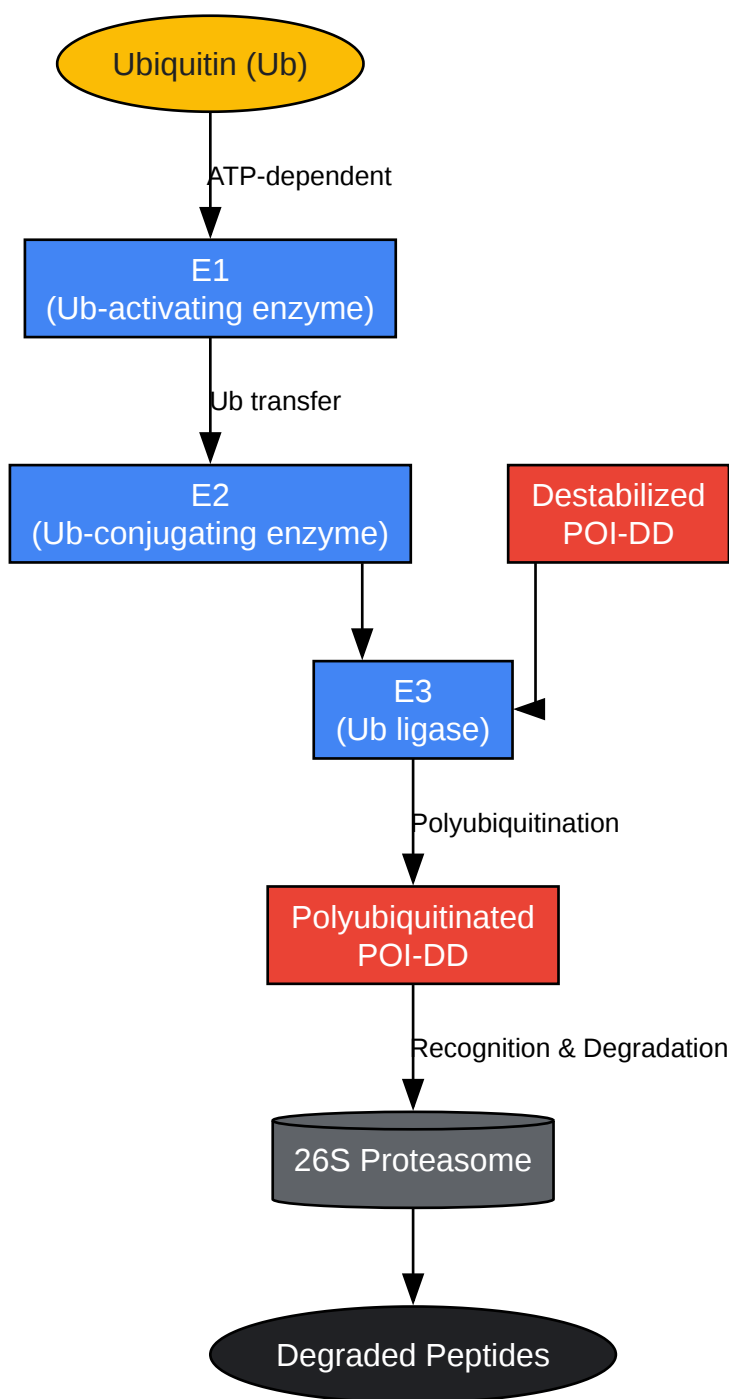 Ubiquitin (Ub)
ATP-dependent
E1
(Ub-activating enzyme)
Ub transfer
E2
(Ub-conjugating enzyme)
Destabilized
POI-DD
E3
(Ub ligase)
Polyubiquitination
Polyubiquitinated
POI-DD
Recognition & Degradation
26S Proteasome
Degraded Peptides